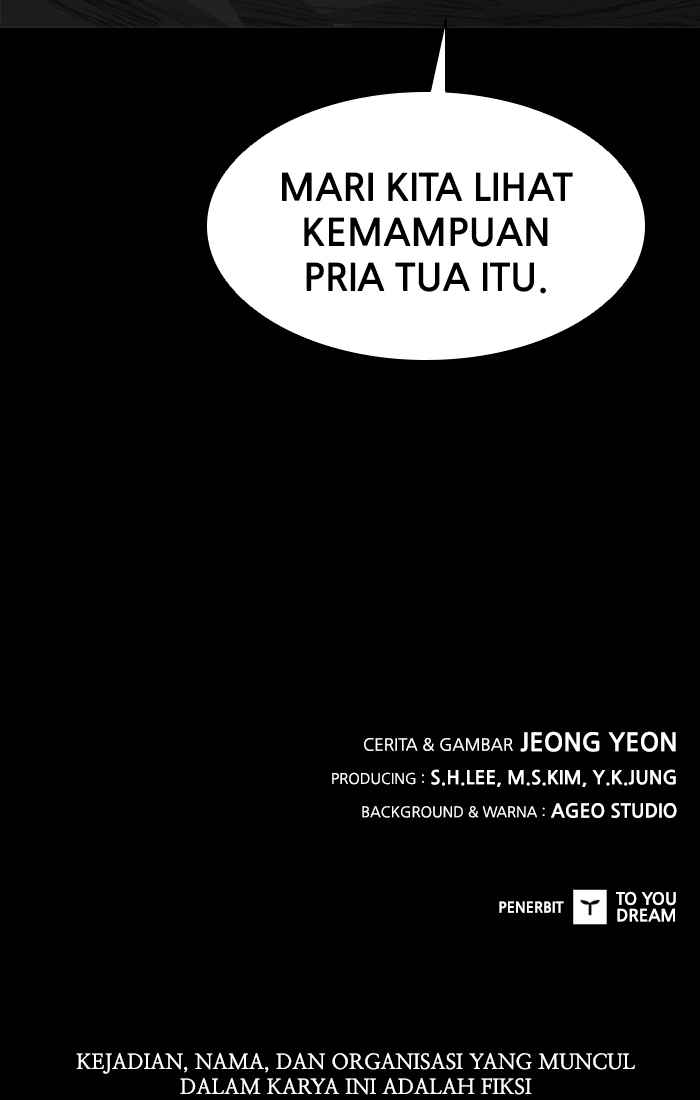 MARI KITA LIHAT
KEMAMPUAN
PRIA TUA ITU.
CERITA & GAMBAR JEONG YEON
PRODUCING : S.H.LEE, M.S.KIM, Y.K.JUNG
BACKGROUND & WARNA : AGEO STUDIO
PENERBIT TO YOU
DREAM
KEJADIAN, NAMA, DAN ORGANISASI YANG MUNCUL
DALAM KARYA INI ADALAH FIKSI